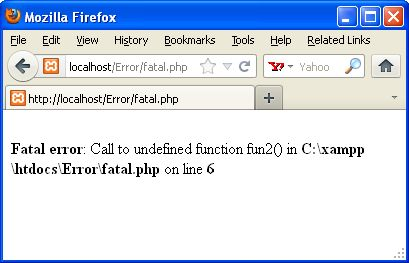 Mozilla Firefox
File Edit View History Bookmarks Tools Help Related Links
localhost/Error/fatal.php Yahoo
http://localhost/Error/fatal.php
Fatal error: Call to undefined function fun2() in C:\xampp
\htdocs\Error\fatal.php on line 6